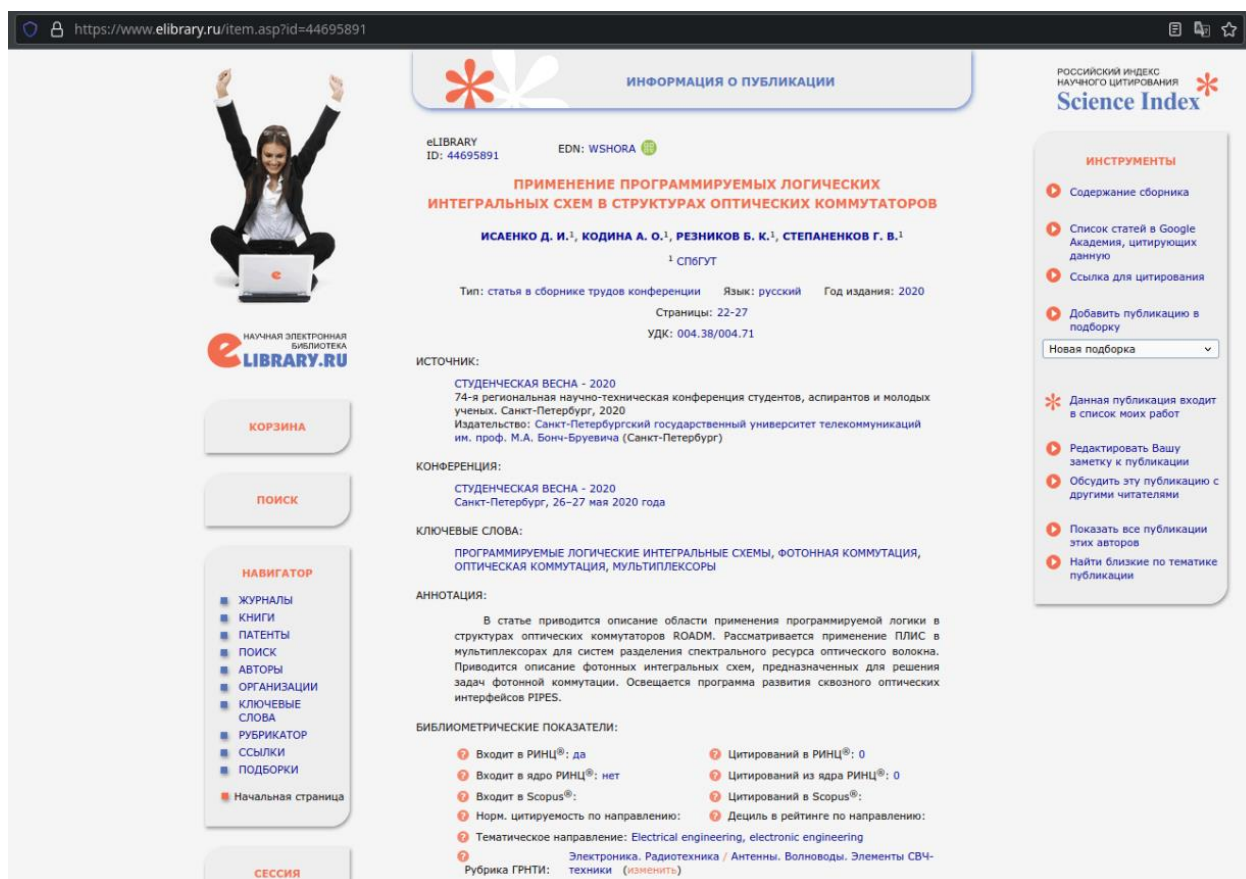 https://www.elibrary.ru/item.asp?id=44695891
ИНФОРМАЦИЯ О ПУБЛИКАЦИИ
РОССИЙСКИЙ ИНДЕКС
НАУЧНОГО ЦИТИРОВАНИЯ
Science Index
eLIBRARY
ID: 44695891
EDN: WSHORA
ПРИМЕНЕНИЕ ПРОГРАММИРУЕМЫХ ЛОГИЧЕСКИХ
ИНТЕГРАЛЬНЫХ СХЕМ В СТРУКТУРАХ ОПТИЧЕСКИХ КОММУТАТОРОВ
ИСАЕНКО Д. И.¹, КОДИНА А. О.¹, РЕЗНИКОВ Б. К.¹, СТЕПАНЕНКОВ Г. В.¹
¹ СПбГУТ
Тип: статья в сборнике трудов конференции Язык: русский Год издания: 2020
Страницы: 22-27
УДК: 004.38/004.71
ИСТОЧНИК:
СТУДЕНЧЕСКАЯ ВЕСНА - 2020
74-я региональная научно-техническая конференция студентов, аспирантов и молодых
ученых. Санкт-Петербург, 2020
Издательство: Санкт-Петербургский государственный университет телекоммуникаций
им. проф. М.А. Бонч-Бруевича (Санкт-Петербург)
КОНФЕРЕНЦИЯ:
СТУДЕНЧЕСКАЯ ВЕСНА - 2020
Санкт-Петербург, 26–27 мая 2020 года
КЛЮЧЕВЫЕ СЛОВА:
ПРОГРАММИРУЕМЫЕ ЛОГИЧЕСКИЕ ИНТЕГРАЛЬНЫЕ СХЕМЫ, ФОТОННАЯ КОММУТАЦИЯ,
ОПТИЧЕСКАЯ КОММУТАЦИЯ, МУЛЬТИПЛЕКСОРЫ
АННОТАЦИЯ:
В статье приводится описание области применения программируемой логики в
структурах оптических коммутаторов ROADM. Рассматривается применение ПЛИС в
мультиплексорах для систем разделения спектрального ресурса оптического волокна.
Приводится описание фотонных интегральных схем, предназначенных для решения
задач фотонной коммутации. Освещается программа развития сквозного оптических
интерфейсов PIPES.
БИБЛИОМЕТРИЧЕСКИЕ ПОКАЗАТЕЛИ:
Входит в РИНЦ®: да Цитирований в РИНЦ®: 0
Входит в ядро РИНЦ®: нет Цитирований из ядра РИНЦ®: 0
Входит в Scopus®: Цитирований в Scopus®:
Норм. цитируемость по направлению: Дециль в рейтинге по направлению:
Тематическое направление: Electrical engineering, electronic engineering
Рубрика ГРНТИ: Электроника. Радиотехника / Антенны. Волноводы. Элементы СВЧ-
техники (изменить)
e
НАУЧНАЯ ЭЛЕКТРОННАЯ
БИБЛИОТЕКА
eLIBRARY.RU
КОРЗИНА
ПОИСК
НАВИГАТОР
ЖУРНАЛЫ
КНИГИ
ПАТЕНТЫ
ПОИСК
АВТОРЫ
ОРГАНИЗАЦИИ
КЛЮЧЕВЫЕ
СЛОВА
РУБРИКАТОР
ССЫЛКИ
ПОДБОРКИ
Начальная страница
СЕССИЯ
ИНСТРУМЕНТЫ
Содержание сборника
Список статей в Google
Академия, цитирующих
данную
Ссылка для цитирования
Добавить публикацию в
подборку
Новая подборка
Данная публикация входит
в список моих работ
Редактировать Вашу
заметку к публикации
Обсудить эту публикацию с
другими читателями
Показать все публикации
этих авторов
Найти близкие по тематике
публикации